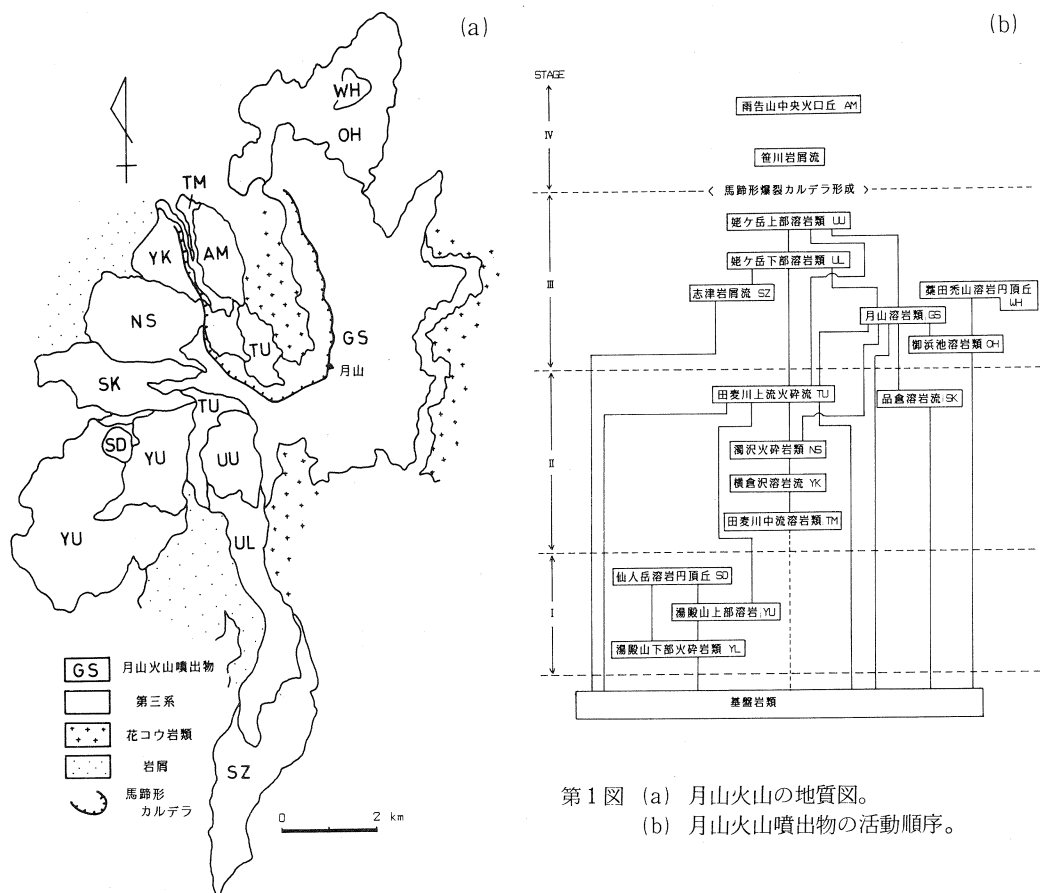 (a)
WH
OH
TM
YK
AM
NS
TU
GS
月山
SK
TU
SD
YU
UU
YU
UL
SZ
GS 月山火山噴出物
第三系
花コウ岩類
岩屑
馬蹄形
カルデラ
0 2 km
(b)
STAGE
雨告山中央火口丘 AM
IV
笹川岩屑流
〈 馬蹄形爆裂カルデラ形成 〉
姥ケ岳上部溶岩類 UU
姥ケ岳下部溶岩類 UL
III
志津岩屑流 SZ
藁田禿山溶岩円頂丘
WH
月山溶岩類 GS
御浜池溶岩類 OH
田麦川上流火砕流 TU
品倉溶岩流 SK
II
濁沢火砕岩類 NS
横倉沢溶岩流 YK
田麦川中流溶岩類 TM
仙人岳溶岩円頂丘 SD
I
湯殿山上部溶岩 YU
湯殿山下部火砕岩類 YL
基盤岩類
第1図 (a) 月山火山の地質図。
(b) 月山火山噴出物の活動順序。